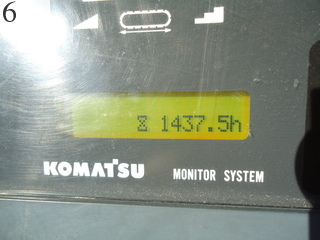 6
⧖ 1437.5h
KOMATSU MONITOR SYSTEM